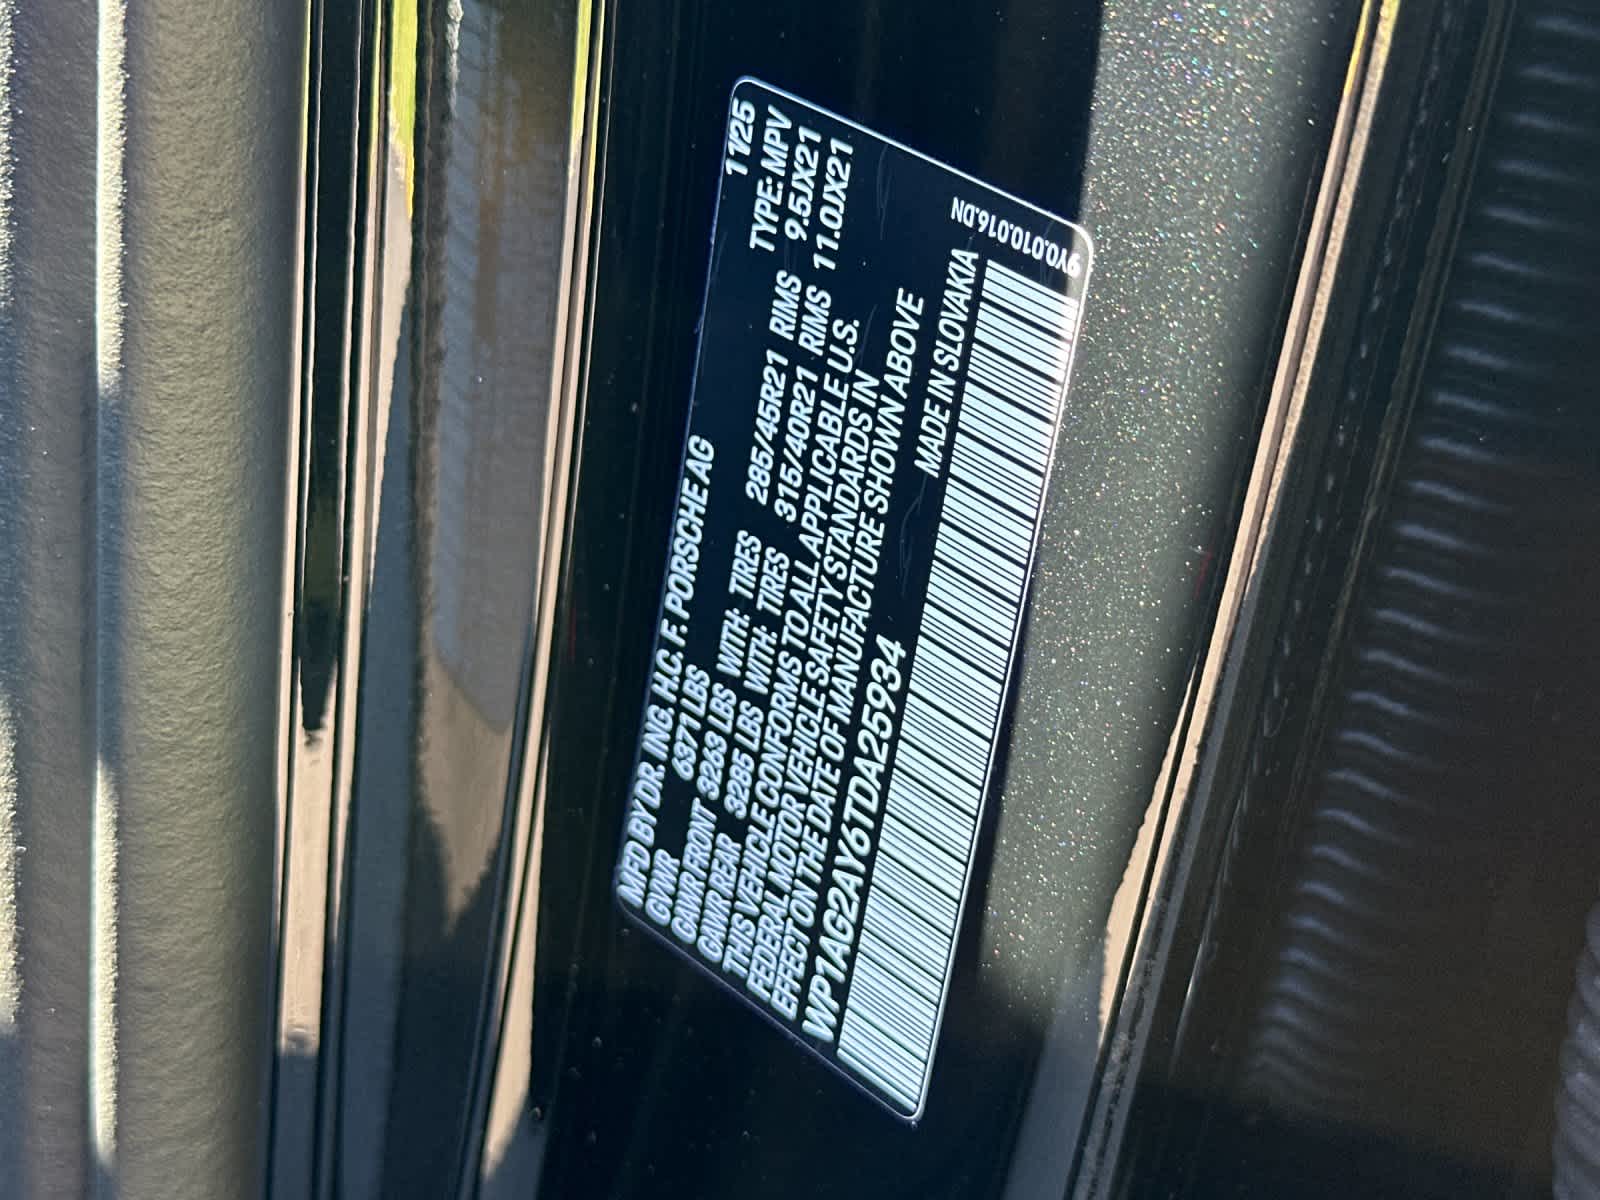 MFD BY DR. ING. H.C. F. PORSCHE AG 11/25
GVWR 6371 LBS TYPE: MPV
GAWR FRONT 3263 LBS WITH: TIRES 285/45R21 RIMS 9.5JX21
GAWR REAR 3285 LBS WITH: TIRES 315/40R21 RIMS 11.0JX21
THIS VEHICLE CONFORMS TO ALL APPLICABLE U.S.
FEDERAL MOTOR VEHICLE SAFETY STANDARDS IN
EFFECT ON THE DATE OF MANUFACTURE SHOWN ABOVE
WP1AG2AY6TDA25934 MADE IN SLOVAKIA
9Y0.010.016.DN